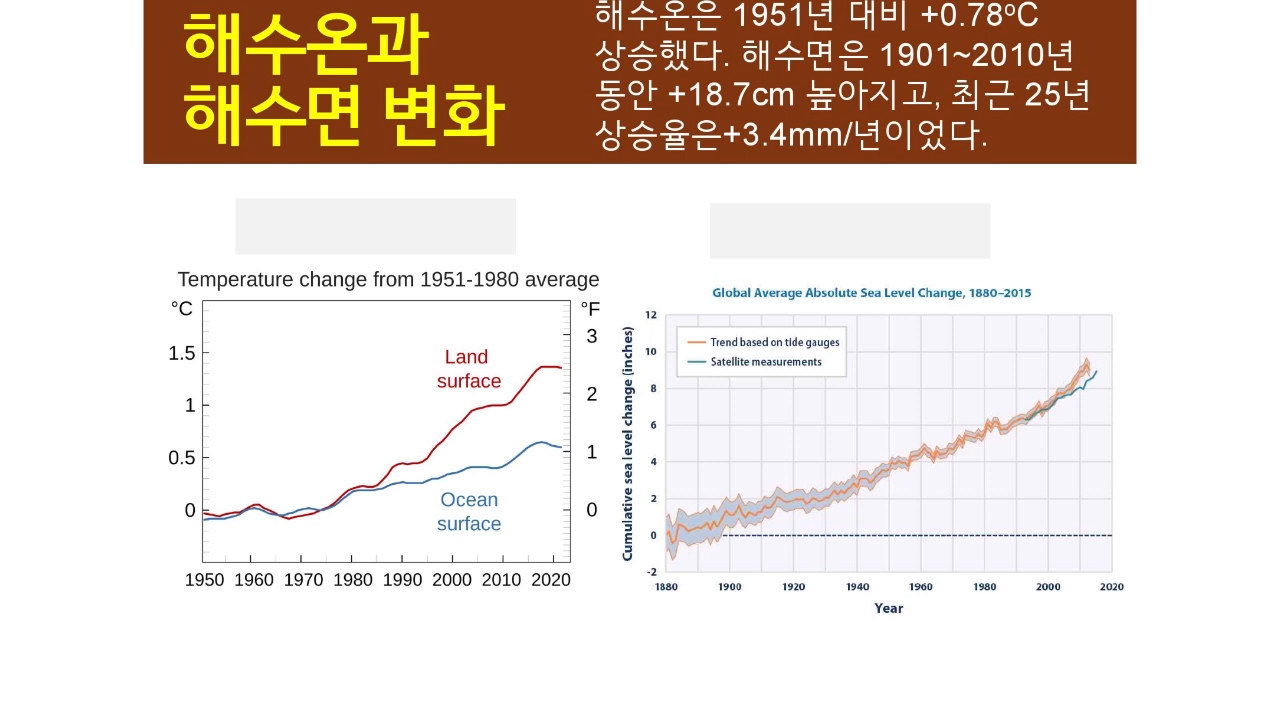 해수온과
해수면 변화
해수온은 1951년 대비 +0.78ºC
상승했다. 해수면은 1901~2010년
동안 +18.7cm 높아지고, 최근 25년
상승율은+3.4mm/년이었다.
Temperature change from 1951-1980 average
°C
°F
1.5
1
0.5
0
3
2
1
0
Land
surface
Ocean
surface
1950 1960 1970 1980 1990 2000 2010 2020
Global Average Absolute Sea Level Change, 1880–2015
Cumulative sea level change (inches)
12
10
8
6
4
2
0
-2
Trend based on tide gauges
Satellite measurements
1880 1900 1920 1940 1960 1980 2000 2020
Year